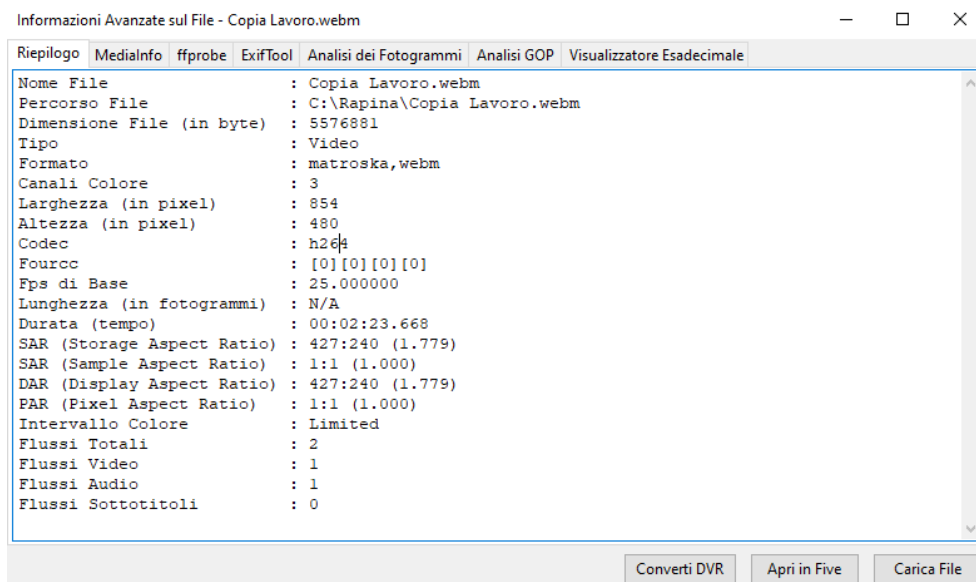 Informazioni Avanzate sul File - Copia Lavoro.webm
Riepilogo MediaInfo ffprobe ExifTool Analisi dei Fotogrammi Analisi GOP Visualizzatore Esadecimale
Nome File : Copia Lavoro.webm
Percorso File : C:\Rapina\Copia Lavoro.webm
Dimensione File (in byte) : 5576881
Tipo : Video
Formato : matroska,webm
Canali Colore : 3
Larghezza (in pixel) : 854
Altezza (in pixel) : 480
Codec : h264
Fourcc : [0][0][0][0]
Fps di Base : 25.000000
Lunghezza (in fotogrammi) : N/A
Durata (tempo) : 00:02:23.668
SAR (Storage Aspect Ratio) : 427:240 (1.779)
SAR (Sample Aspect Ratio) : 1:1 (1.000)
DAR (Display Aspect Ratio) : 427:240 (1.779)
PAR (Pixel Aspect Ratio) : 1:1 (1.000)
Intervallo Colore : Limited
Flussi Totali : 2
Flussi Video : 1
Flussi Audio : 1
Flussi Sottotitoli : 0
Converti DVR Apri in Five Carica File